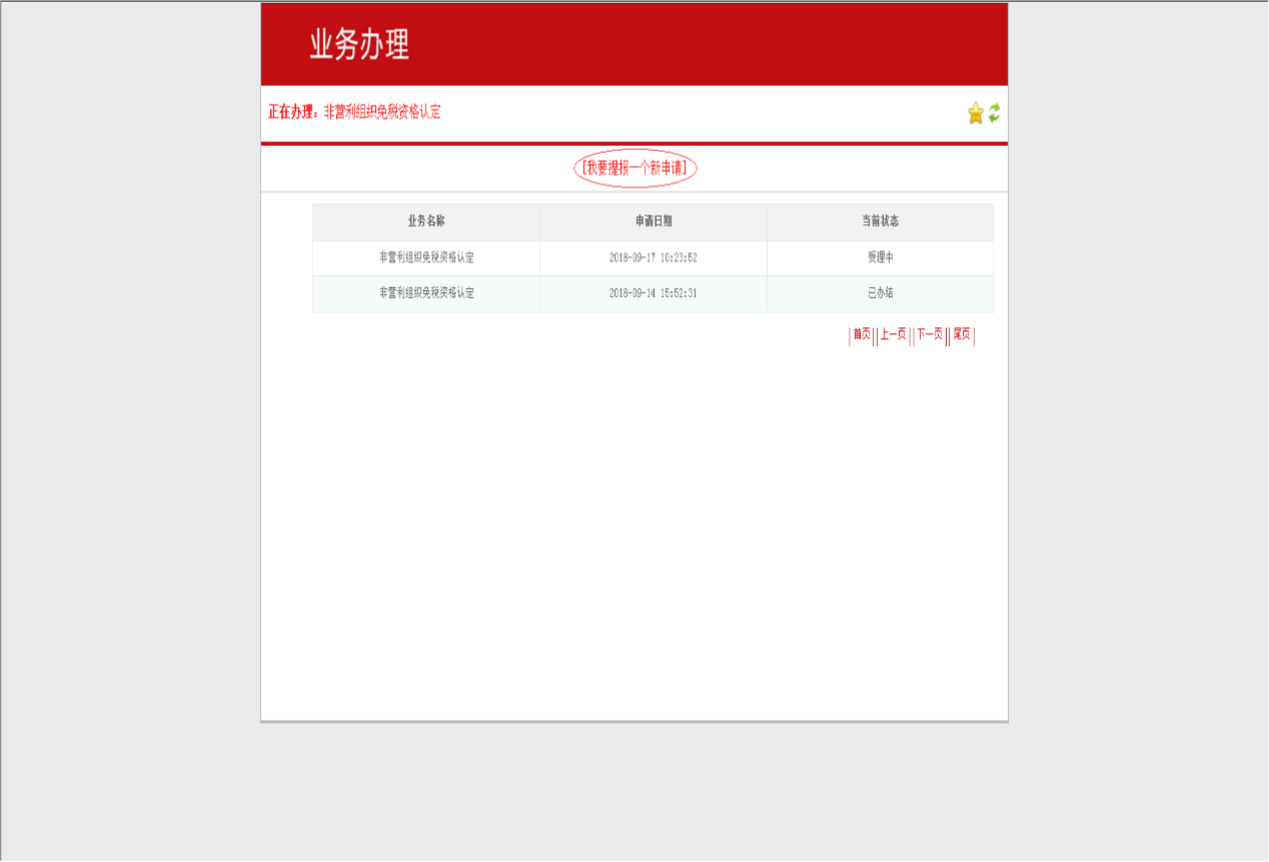 业务办理
正在办理：非营利组织免税资格认定
[我要提报一个新申请]
业务名称 申请日期 当前状态
非营利组织免税资格认定 2018-09-17 10:23:52 受理中
非营利组织免税资格认定 2018-09-14 15:52:31 已办结
| 首页 | | 上一页 | | 下一页 | | 尾页 |